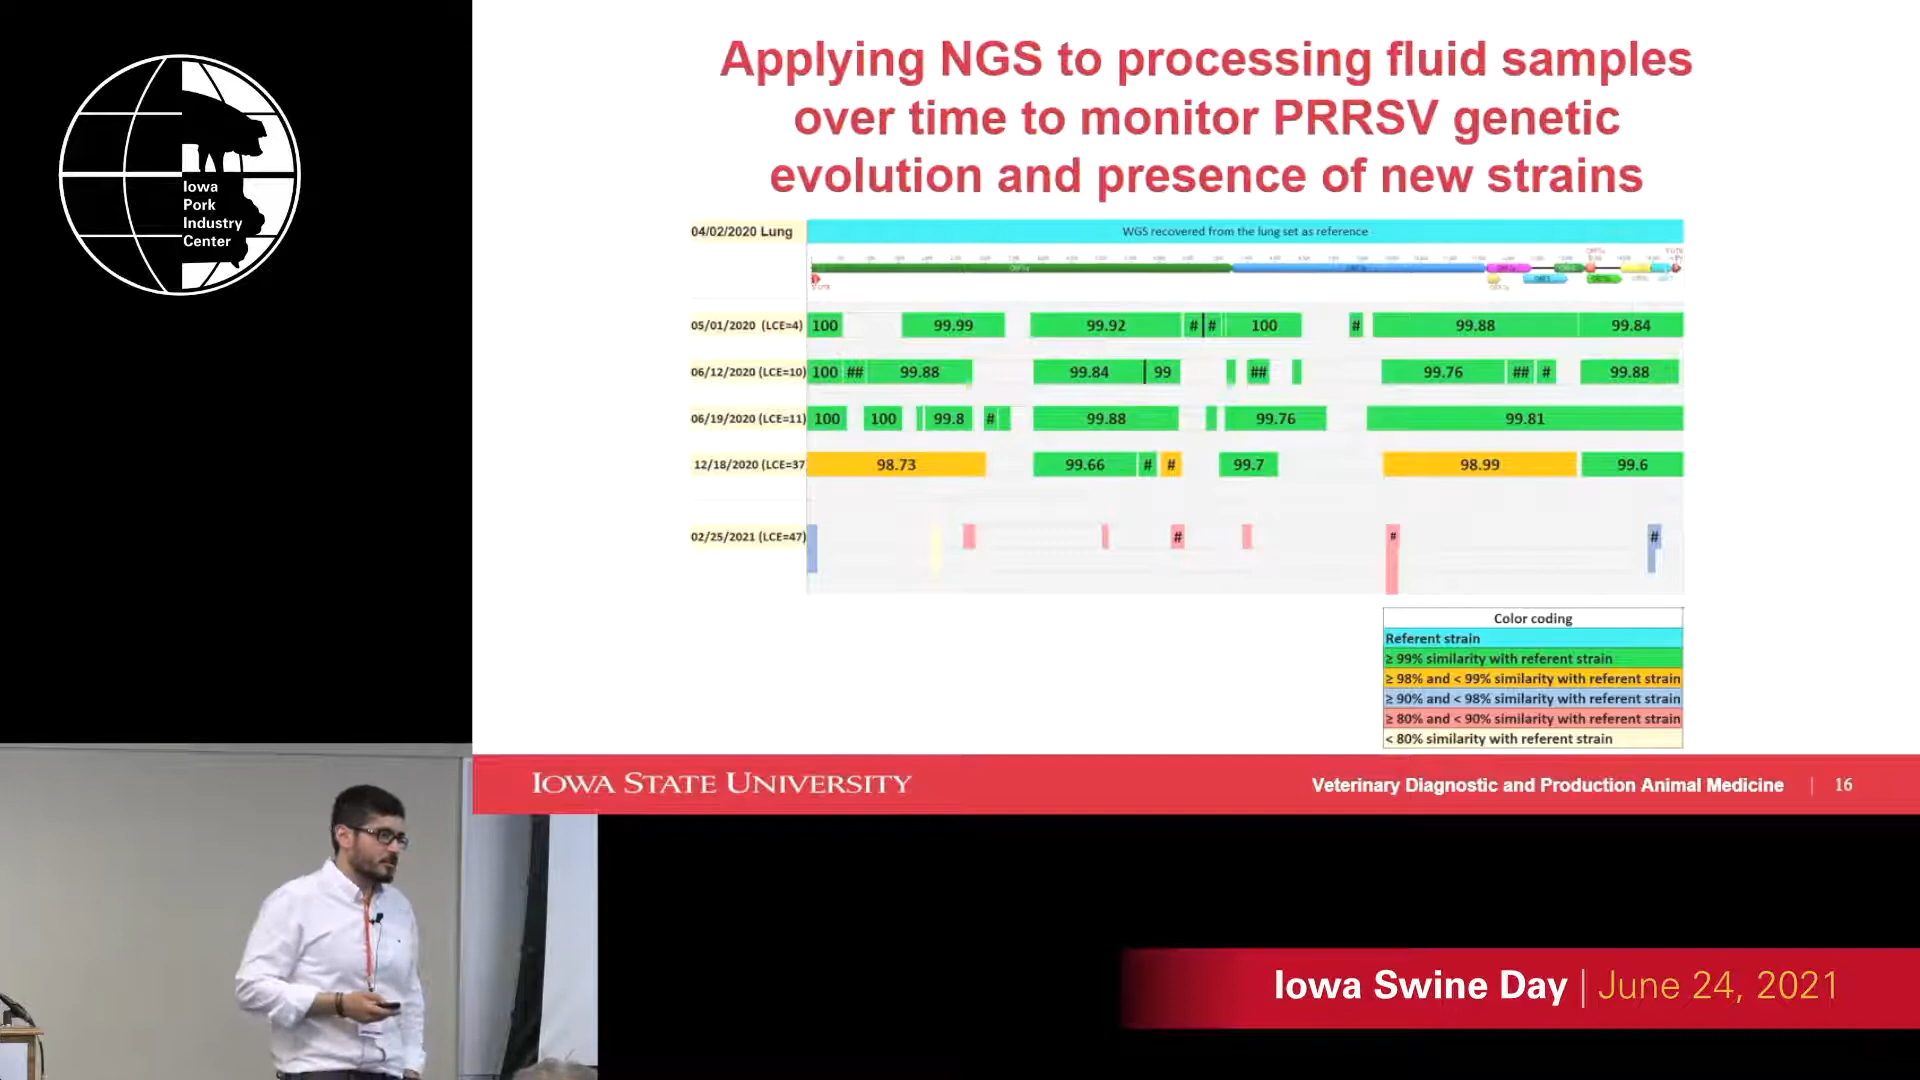 Iowa
Pork
Industry
Center
Applying NGS to processing fluid samples
over time to monitor PRRSV genetic
evolution and presence of new strains
04/02/2020 Lung
WGS recovered from the lung set as reference
05/01/2020 (LCE=4) 100 99.99 99.92 # # 100 # 99.88 99.84
06/12/2020 (LCE=10) 100 ## 99.88 99.84 99 ## 99.76 ## # 99.88
06/19/2020 (LCE=11) 100 100 99.8 # 99.88 99.76 99.81
12/18/2020 (LCE=37 98.73 99.66 # # 99.7 98.99 99.6
02/25/2021 (LCE=47) # # #
Color coding
Referent strain
≥ 99% similarity with referent strain
≥ 98% and < 99% similarity with referent strain
≥ 90% and < 98% similarity with referent strain
≥ 80% and < 90% similarity with referent strain
< 80% similarity with referent strain
IOWA STATE UNIVERSITY
Veterinary Diagnostic and Production Animal Medicine | 16
Iowa Swine Day | June 24, 2021